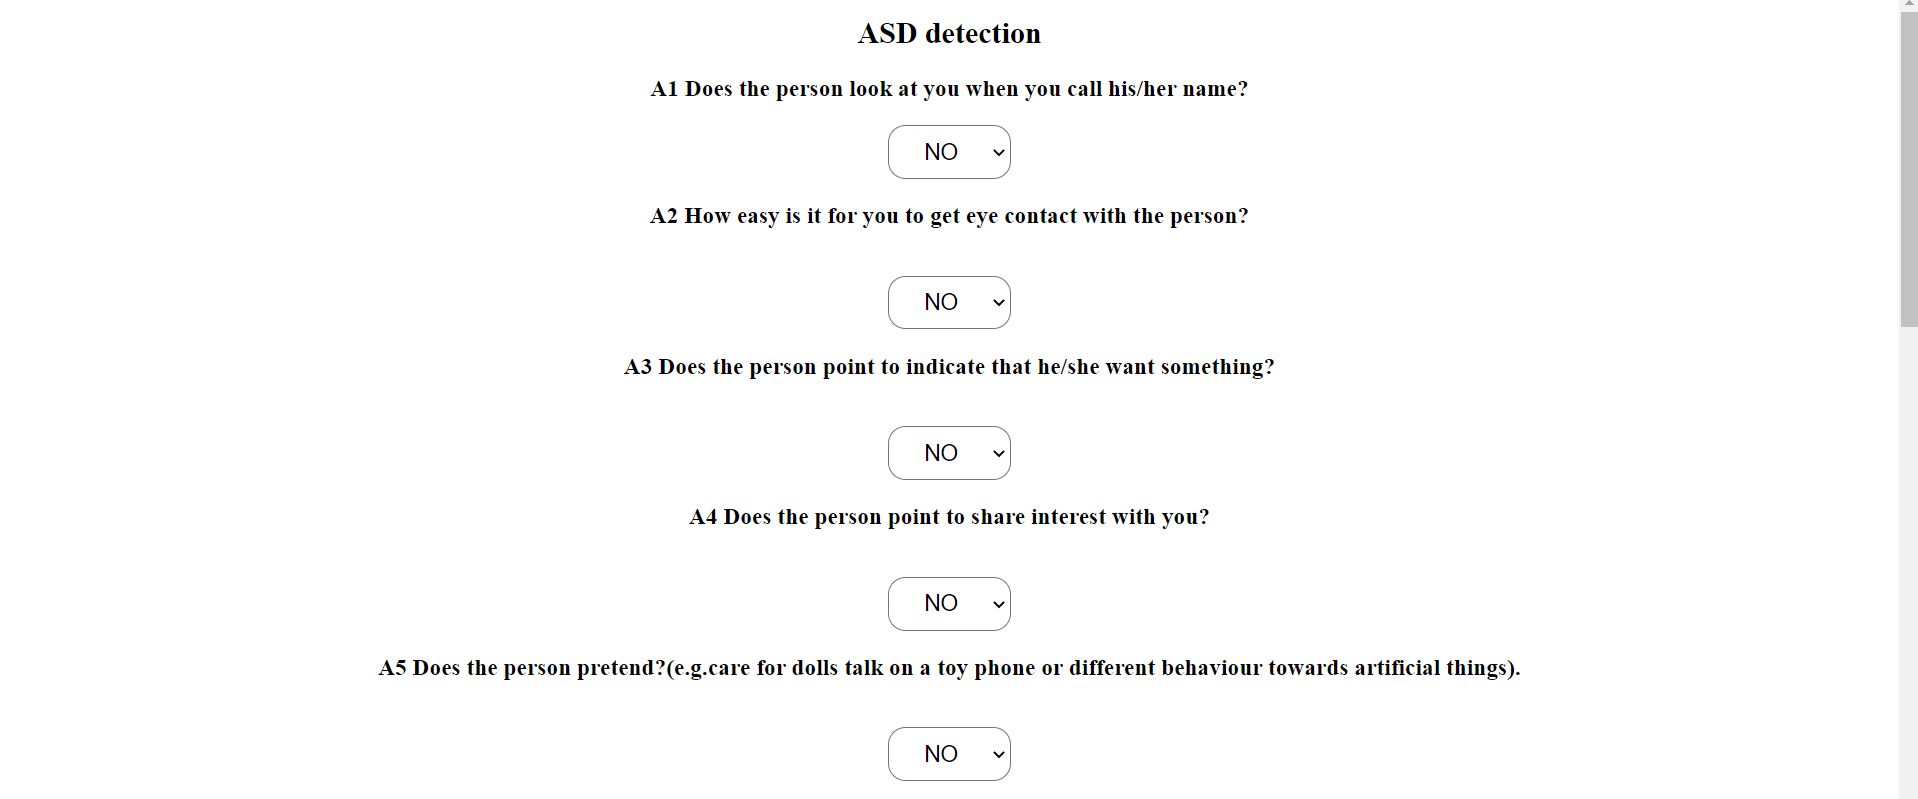 ASD detection
A1 Does the person look at you when you call his/her name?
NO
A2 How easy is it for you to get eye contact with the person?
NO
A3 Does the person point to indicate that he/she want something?
NO
A4 Does the person point to share interest with you?
NO
A5 Does the person pretend?(e.g.care for dolls talk on a toy phone or different behaviour towards artificial things).
NO